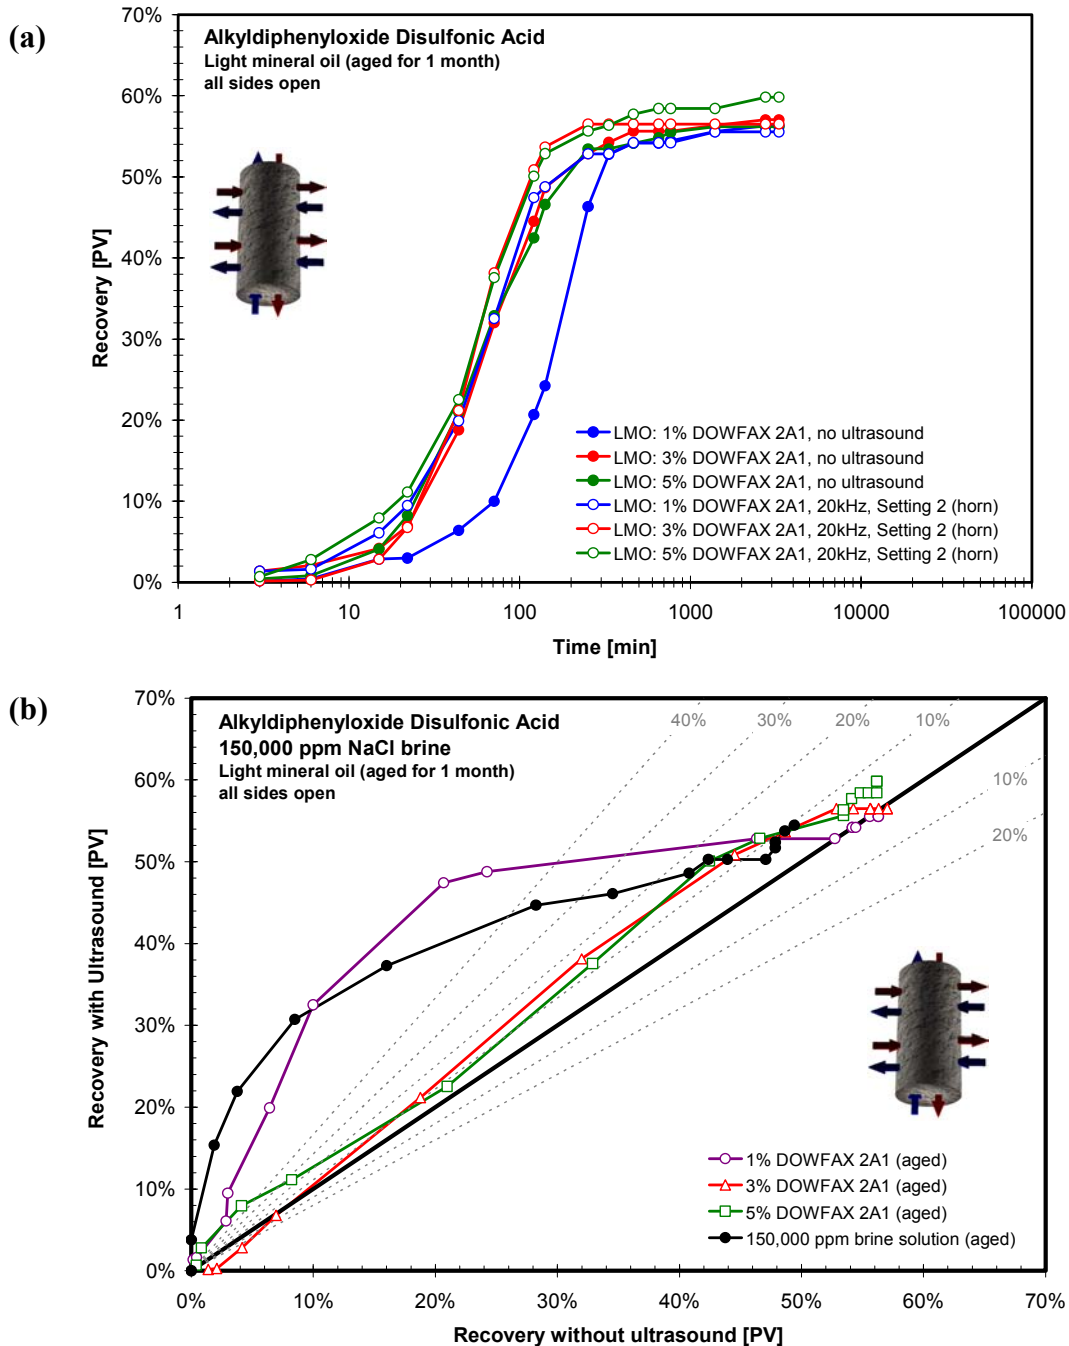 (a)
70%
60%
50%
40%
30%
20%
10%
0%
Recovery [PV]
Alkyldiphenyloxide Disulfonic Acid
Light mineral oil (aged for 1 month)
all sides open
LMO: 1% DOWFAX 2A1, no ultrasound
LMO: 3% DOWFAX 2A1, no ultrasound
LMO: 5% DOWFAX 2A1, no ultrasound
LMO: 1% DOWFAX 2A1, 20kHz, Setting 2 (horn)
LMO: 3% DOWFAX 2A1, 20kHz, Setting 2 (horn)
LMO: 5% DOWFAX 2A1, 20kHz, Setting 2 (horn)
1 10 100 1000 10000 100000
Time [min]
(b)
70%
60%
50%
40%
30%
20%
10%
0%
Recovery with Ultrasound [PV]
Alkyldiphenyloxide Disulfonic Acid
150,000 ppm NaCl brine
Light mineral oil (aged for 1 month)
all sides open
40% 30% 20% 10%
10%
20%
1% DOWFAX 2A1 (aged)
3% DOWFAX 2A1 (aged)
5% DOWFAX 2A1 (aged)
150,000 ppm brine solution (aged)
0% 10% 20% 30% 40% 50% 60% 70%
Recovery without ultrasound [PV]